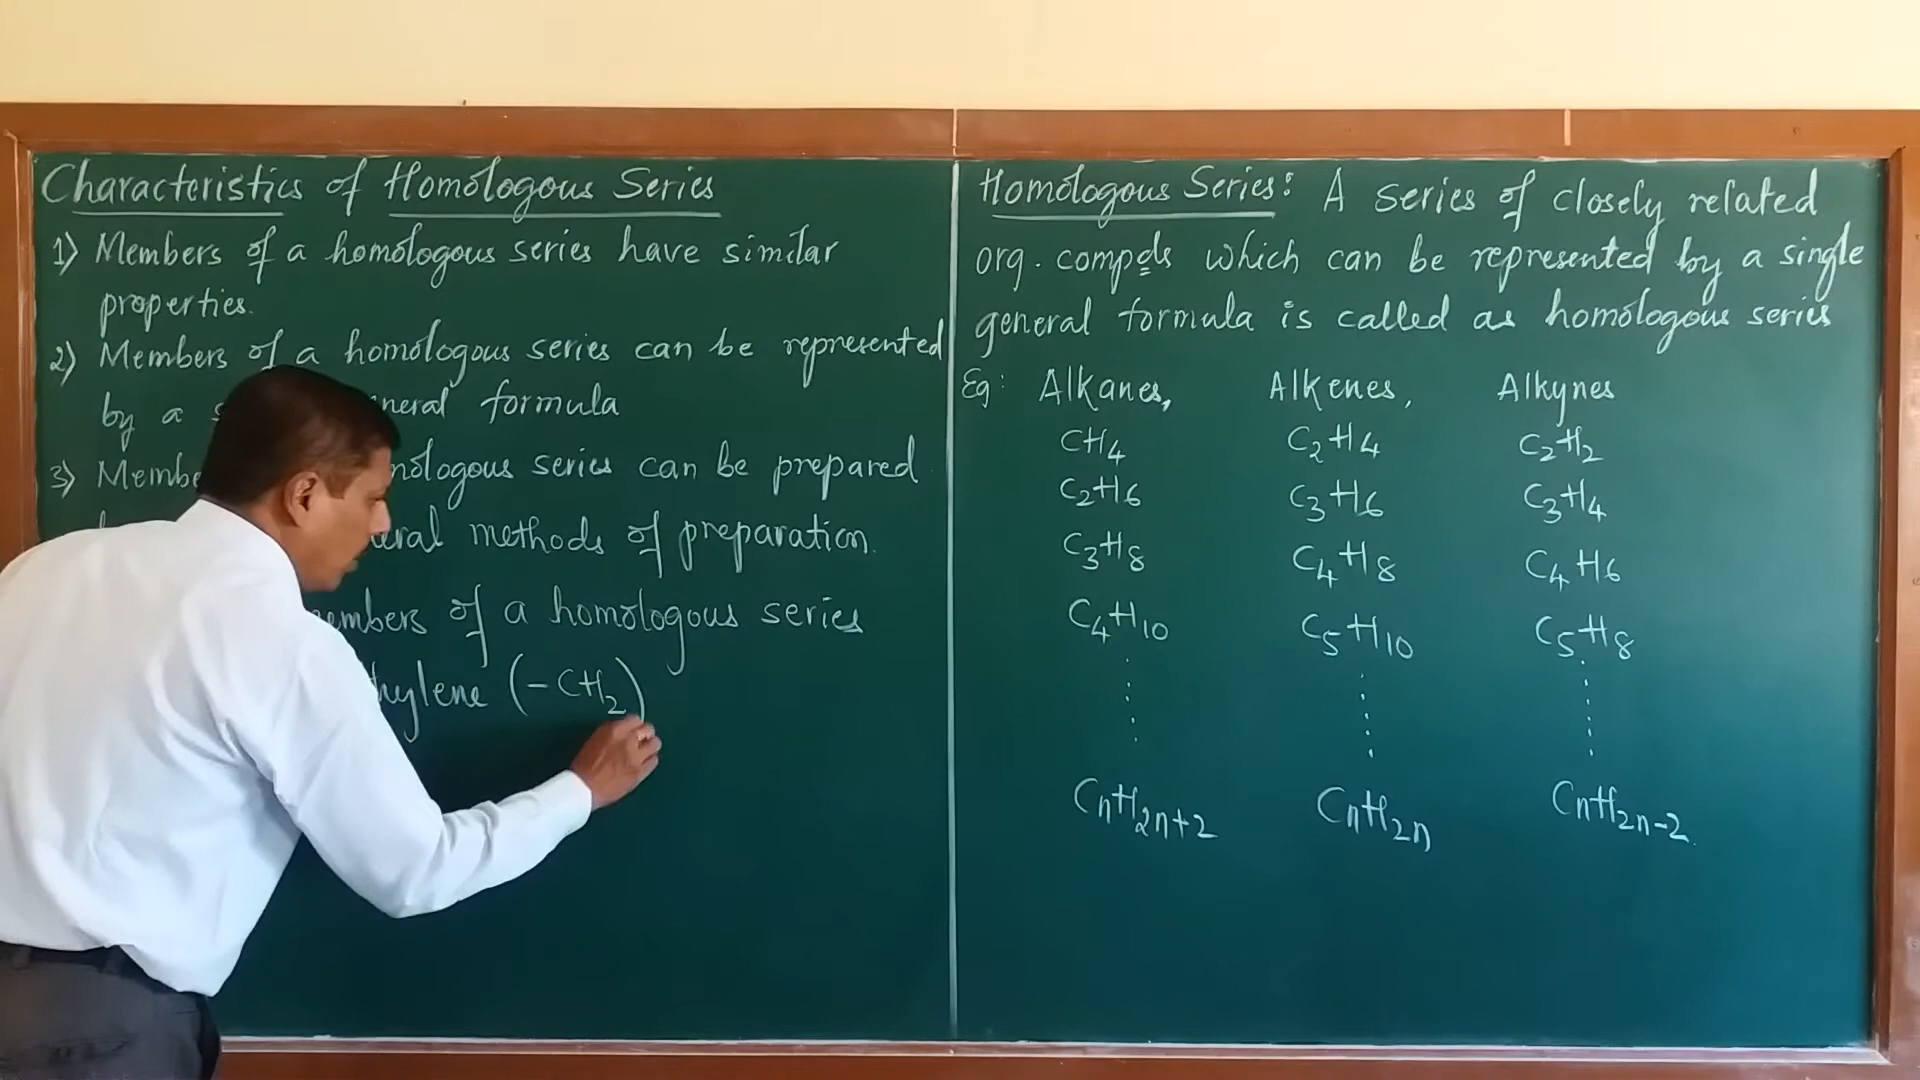 Characteristics of Homologous Series
1) Members of a homologous series have similar
properties.
2) Members of a homologous series can be represented
by a neral formula
3) Membe mologous series can be prepared
eral methods of preparation.
embers of a homologous series
hylene (-CH₂)
Homologous Series: A series of closely related
org. compds which can be represented by a single
general formula is called as homologous series
Eg: Alkanes, Alkenes, Alkynes
CH₄ C₂H₄ C₂H₂
C₂H₆ C₃H₆ C₃H₄
C₃H₈ C₄H₈ C₄H₆
C₄H₁₀ C₅H₁₀ C₅H₈
CnH2n+2 CnH2n CnH2n-2